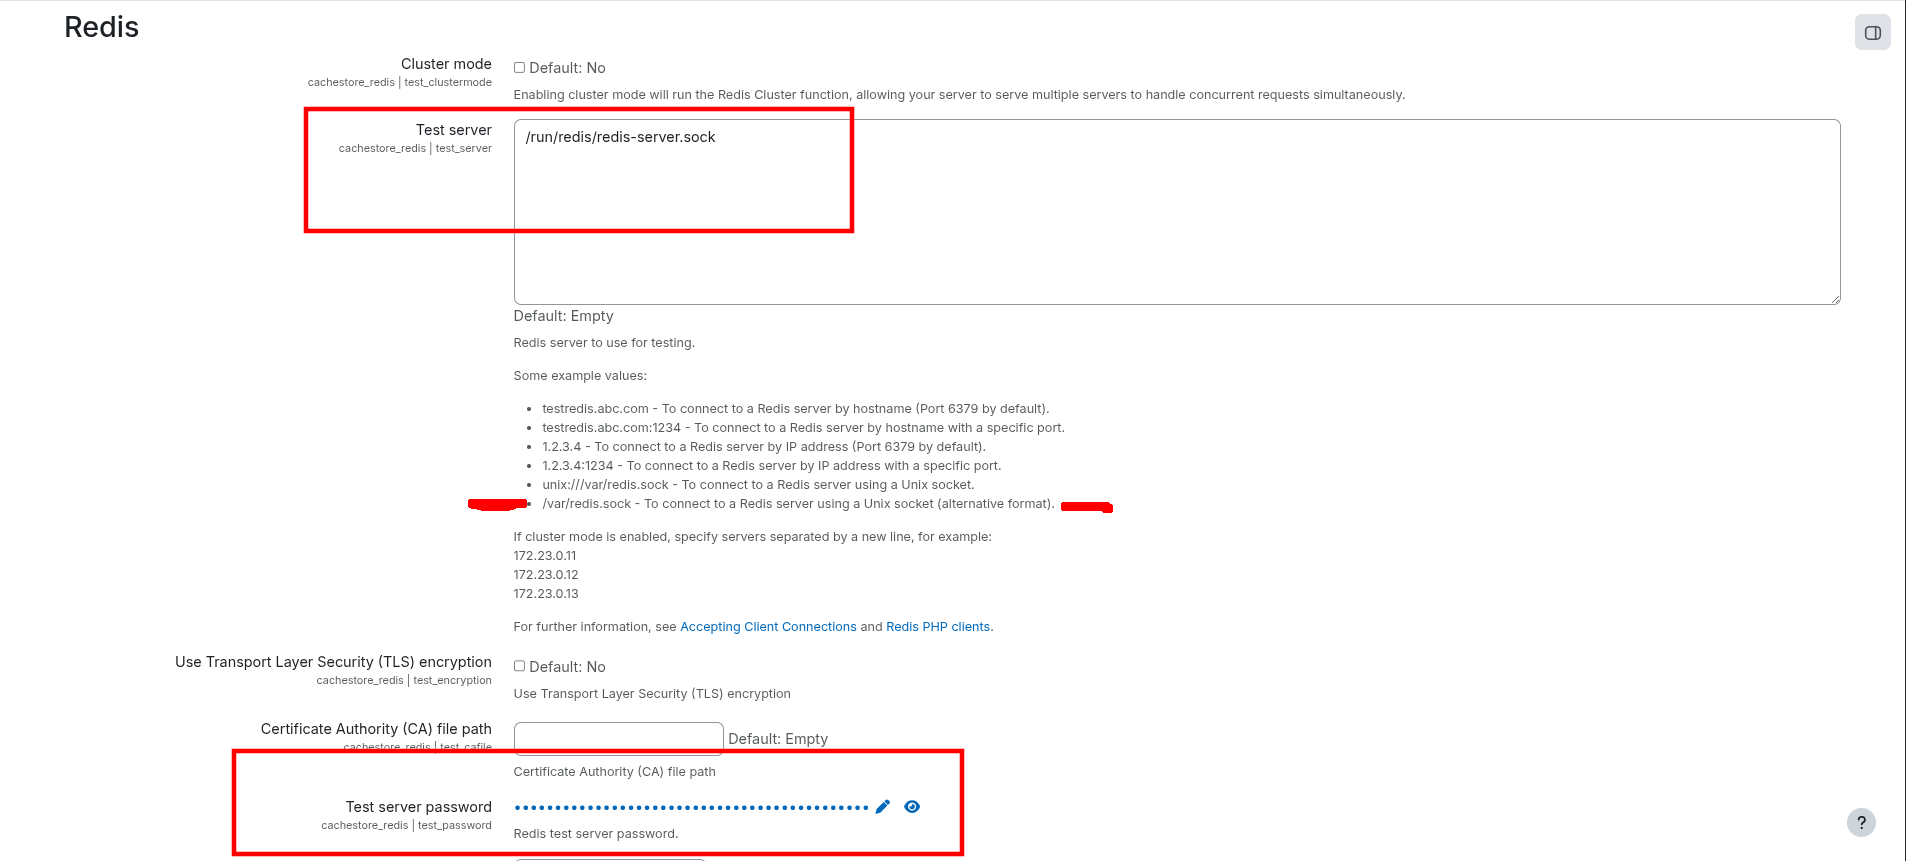 Redis
Cluster mode
cachestore_redis | test_clustermode
Default: No
Enabling cluster mode will run the Redis Cluster function, allowing your server to serve multiple servers to handle concurrent requests simultaneously.
Test server
cachestore_redis | test_server
/run/redis/redis-server.sock
Default: Empty
Redis server to use for testing.
Some example values:
• testredis.abc.com - To connect to a Redis server by hostname (Port 6379 by default).
• testredis.abc.com:1234 - To connect to a Redis server by hostname with a specific port.
• 1.2.3.4 - To connect to a Redis server by IP address (Port 6379 by default).
• 1.2.3.4:1234 - To connect to a Redis server by IP address with a specific port.
• unix:///var/redis.sock - To connect to a Redis server using a Unix socket.
• /var/redis.sock - To connect to a Redis server using a Unix socket (alternative format).
If cluster mode is enabled, specify servers separated by a new line, for example:
172.23.0.11
172.23.0.12
172.23.0.13
For further information, see Accepting Client Connections and Redis PHP clients.
Use Transport Layer Security (TLS) encryption
cachestore_redis | test_encryption
Default: No
Use Transport Layer Security (TLS) encryption
Certificate Authority (CA) file path
cachestore_redis | test_cafile
Default: Empty
Certificate Authority (CA) file path
Test server password
cachestore_redis | test_password
Redis test server password.
?